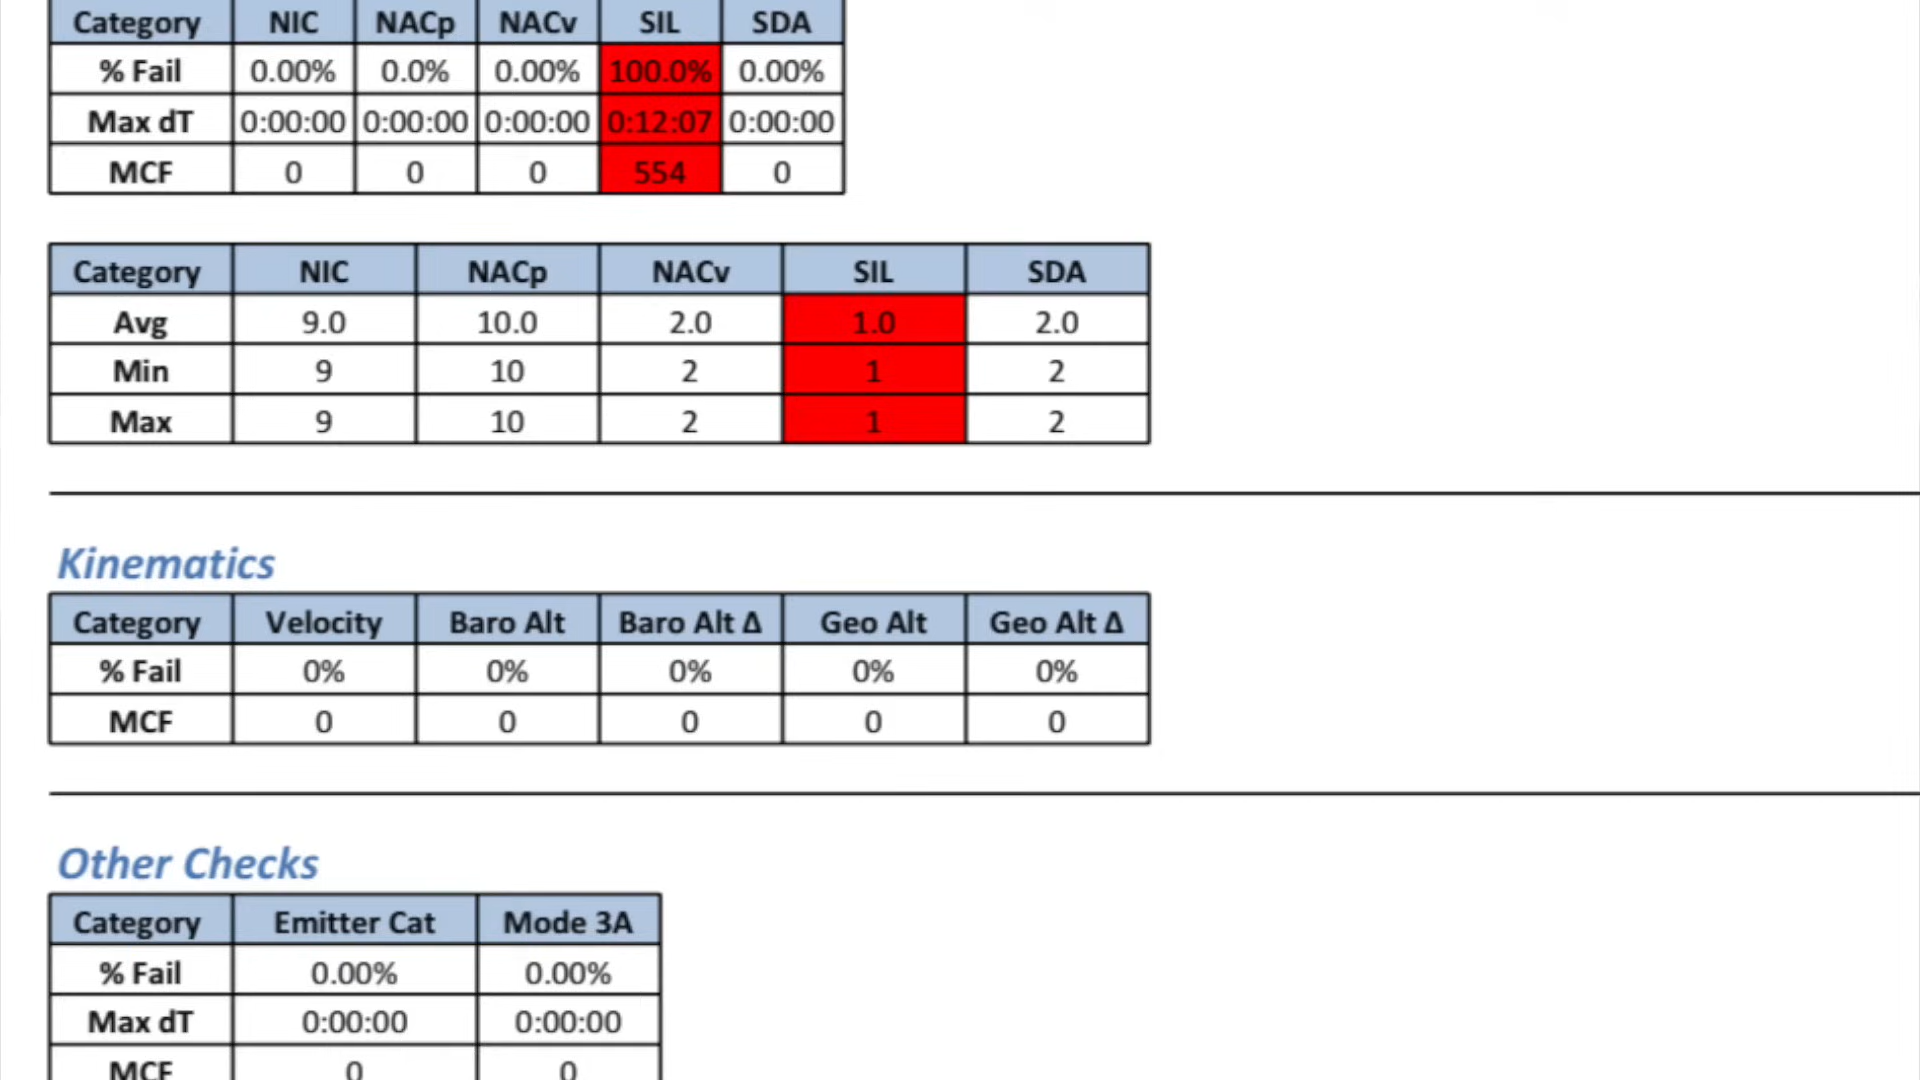 Category NIC NACp NACv SIL SDA
% Fail 0.00% 0.0% 0.00% 100.0% 0.00%
Max dT 0:00:00 0:00:00 0:00:00 0:12:07 0:00:00
MCF 0 0 0 554 0
Category NIC NACp NACv SIL SDA
Avg 9.0 10.0 2.0 1.0 2.0
Min 9 10 2 1 2
Max 9 10 2 1 2
Kinematics
Category Velocity Baro Alt Baro Alt Δ Geo Alt Geo Alt Δ
% Fail 0% 0% 0% 0% 0%
MCF 0 0 0 0 0
Other Checks
Category Emitter Cat Mode 3A
% Fail 0.00% 0.00%
Max dT 0:00:00 0:00:00
MCF 0 0